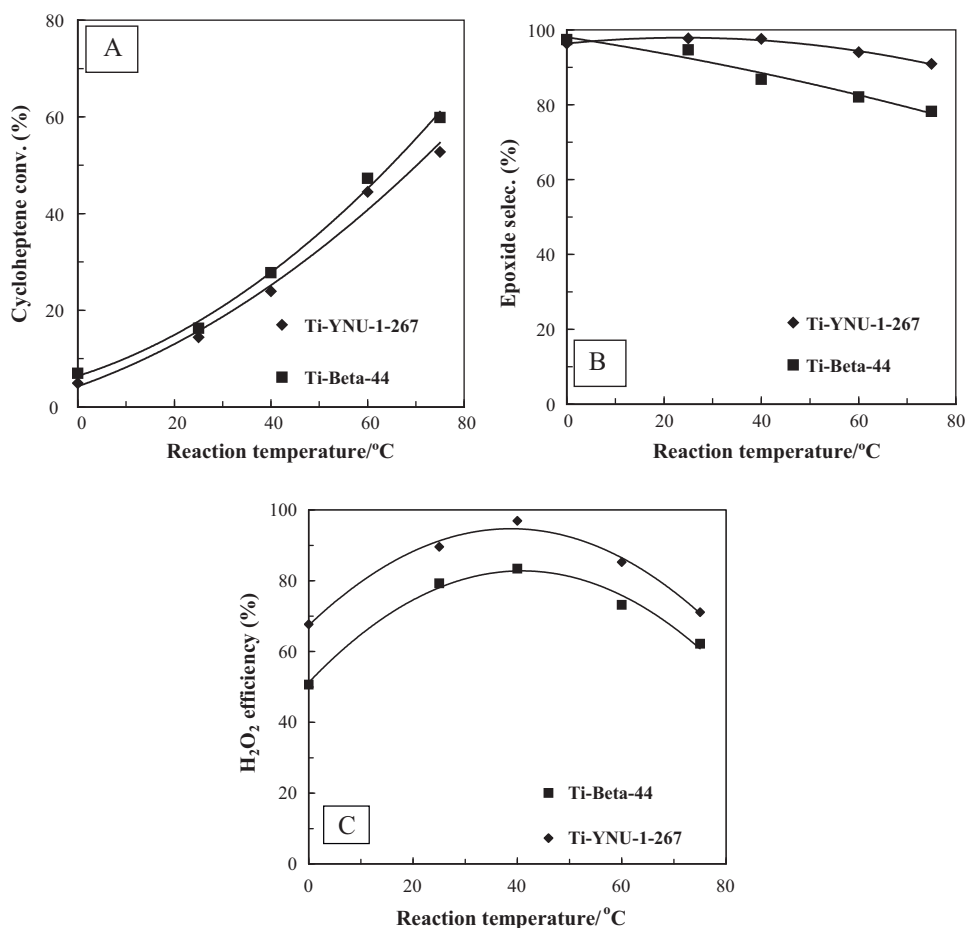 A
Cycloheptene conv. (%)
80
60
40
20
0
Ti-YNU-1-267
Ti-Beta-44
0 20 40 60 80
Reaction temperature/°C
B
Epoxide selec. (%)
100
80
60
40
20
0
Ti-YNU-1-267
Ti-Beta-44
0 20 40 60 80
Reaction temperature/°C
C
H₂O₂ efficiency (%)
100
80
60
40
20
0
Ti-Beta-44
Ti-YNU-1-267
0 20 40 60 80
Reaction temperature/°C